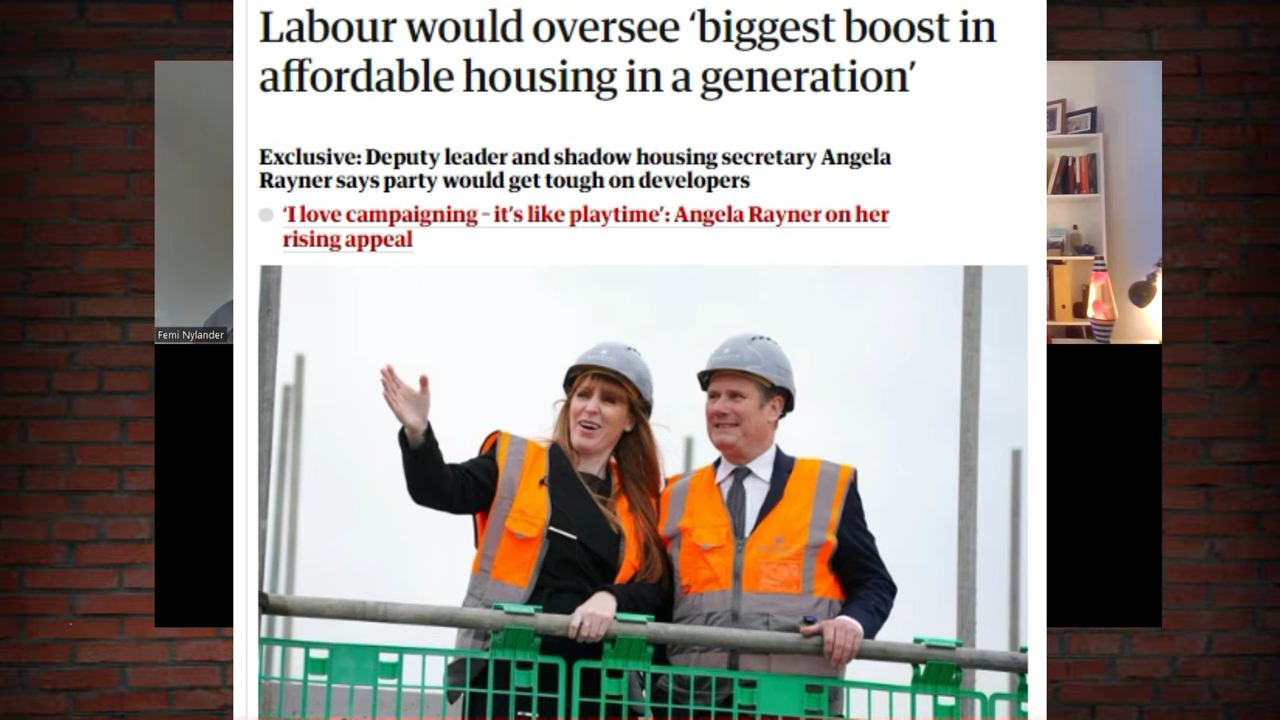 Labour would oversee ‘biggest boost in
affordable housing in a generation’
Exclusive: Deputy leader and shadow housing secretary Angela
Rayner says party would get tough on developers
‘I love campaigning – it’s like playtime’: Angela Rayner on her
rising appeal
Femi Nylander